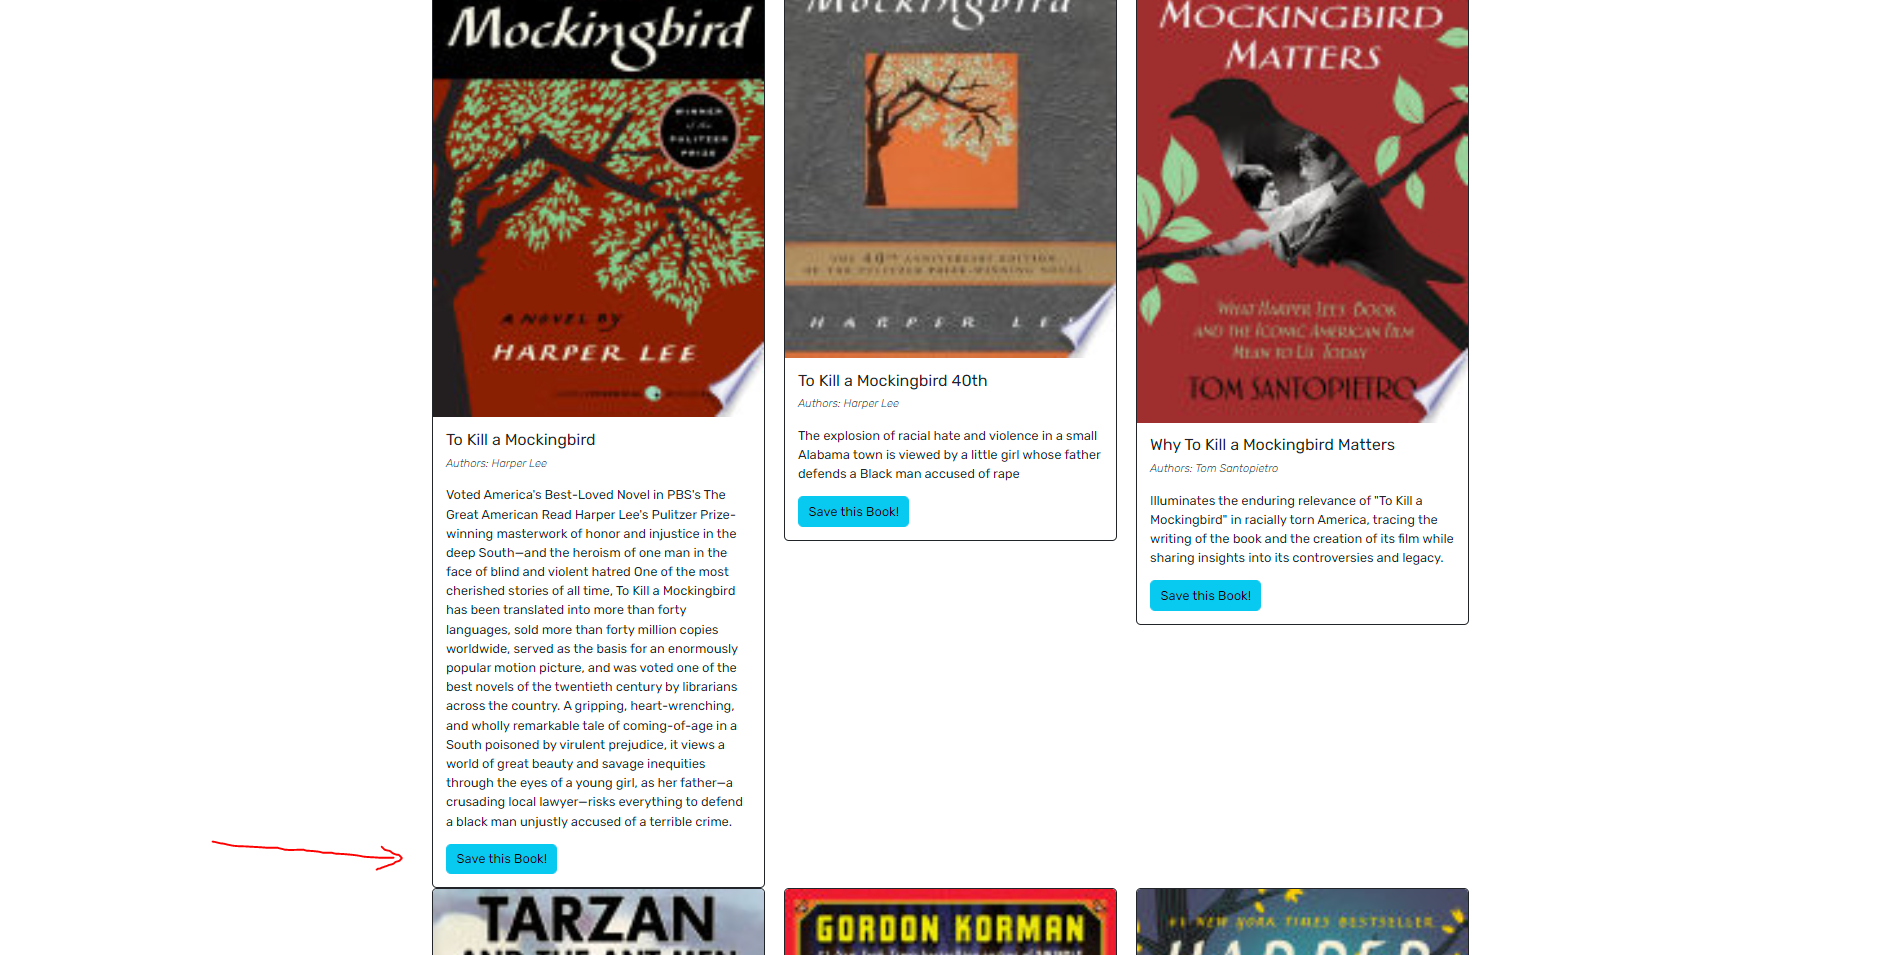 Mockingbird
WINNER
of the
PULITZER
PRIZE
A NOVEL BY
HARPER LEE
To Kill a Mockingbird
Authors: Harper Lee
Voted America's Best-Loved Novel in PBS's The
Great American Read Harper Lee's Pulitzer Prize-
winning masterwork of honor and injustice in the
deep South—and the heroism of one man in the
face of blind and violent hatred One of the most
cherished stories of all time, To Kill a Mockingbird
has been translated into more than forty
languages, sold more than forty million copies
worldwide, served as the basis for an enormously
popular motion picture, and was voted one of the
best novels of the twentieth century by librarians
across the country. A gripping, heart-wrenching,
and wholly remarkable tale of coming-of-age in a
South poisoned by virulent prejudice, it views a
world of great beauty and savage inequities
through the eyes of a young girl, as her father—a
crusading local lawyer—risks everything to defend
a black man unjustly accused of a terrible crime.
Save this Book!
Mockingbird
THE 40TH ANNIVERSARY EDITION
OF THE PULITZER PRIZE-WINNING NOVEL
HARPER LEE
To Kill a Mockingbird 40th
Authors: Harper Lee
The explosion of racial hate and violence in a small
Alabama town is viewed by a little girl whose father
defends a Black man accused of rape
Save this Book!
MOCKINGBIRD
MATTERS
WHAT HARPER LEE'S BOOK
AND THE ICONIC AMERICAN FILM
MEAN TO US TODAY
TOM SANTOPIETRO
Why To Kill a Mockingbird Matters
Authors: Tom Santopietro
Illuminates the enduring relevance of "To Kill a
Mockingbird" in racially torn America, tracing the
writing of the book and the creation of its film while
sharing insights into its controversies and legacy.
Save this Book!
TARZAN
AND THE ANT MEN
GORDON KORMAN
#1 NEW YORK TIMES BESTSELLER
HARPER